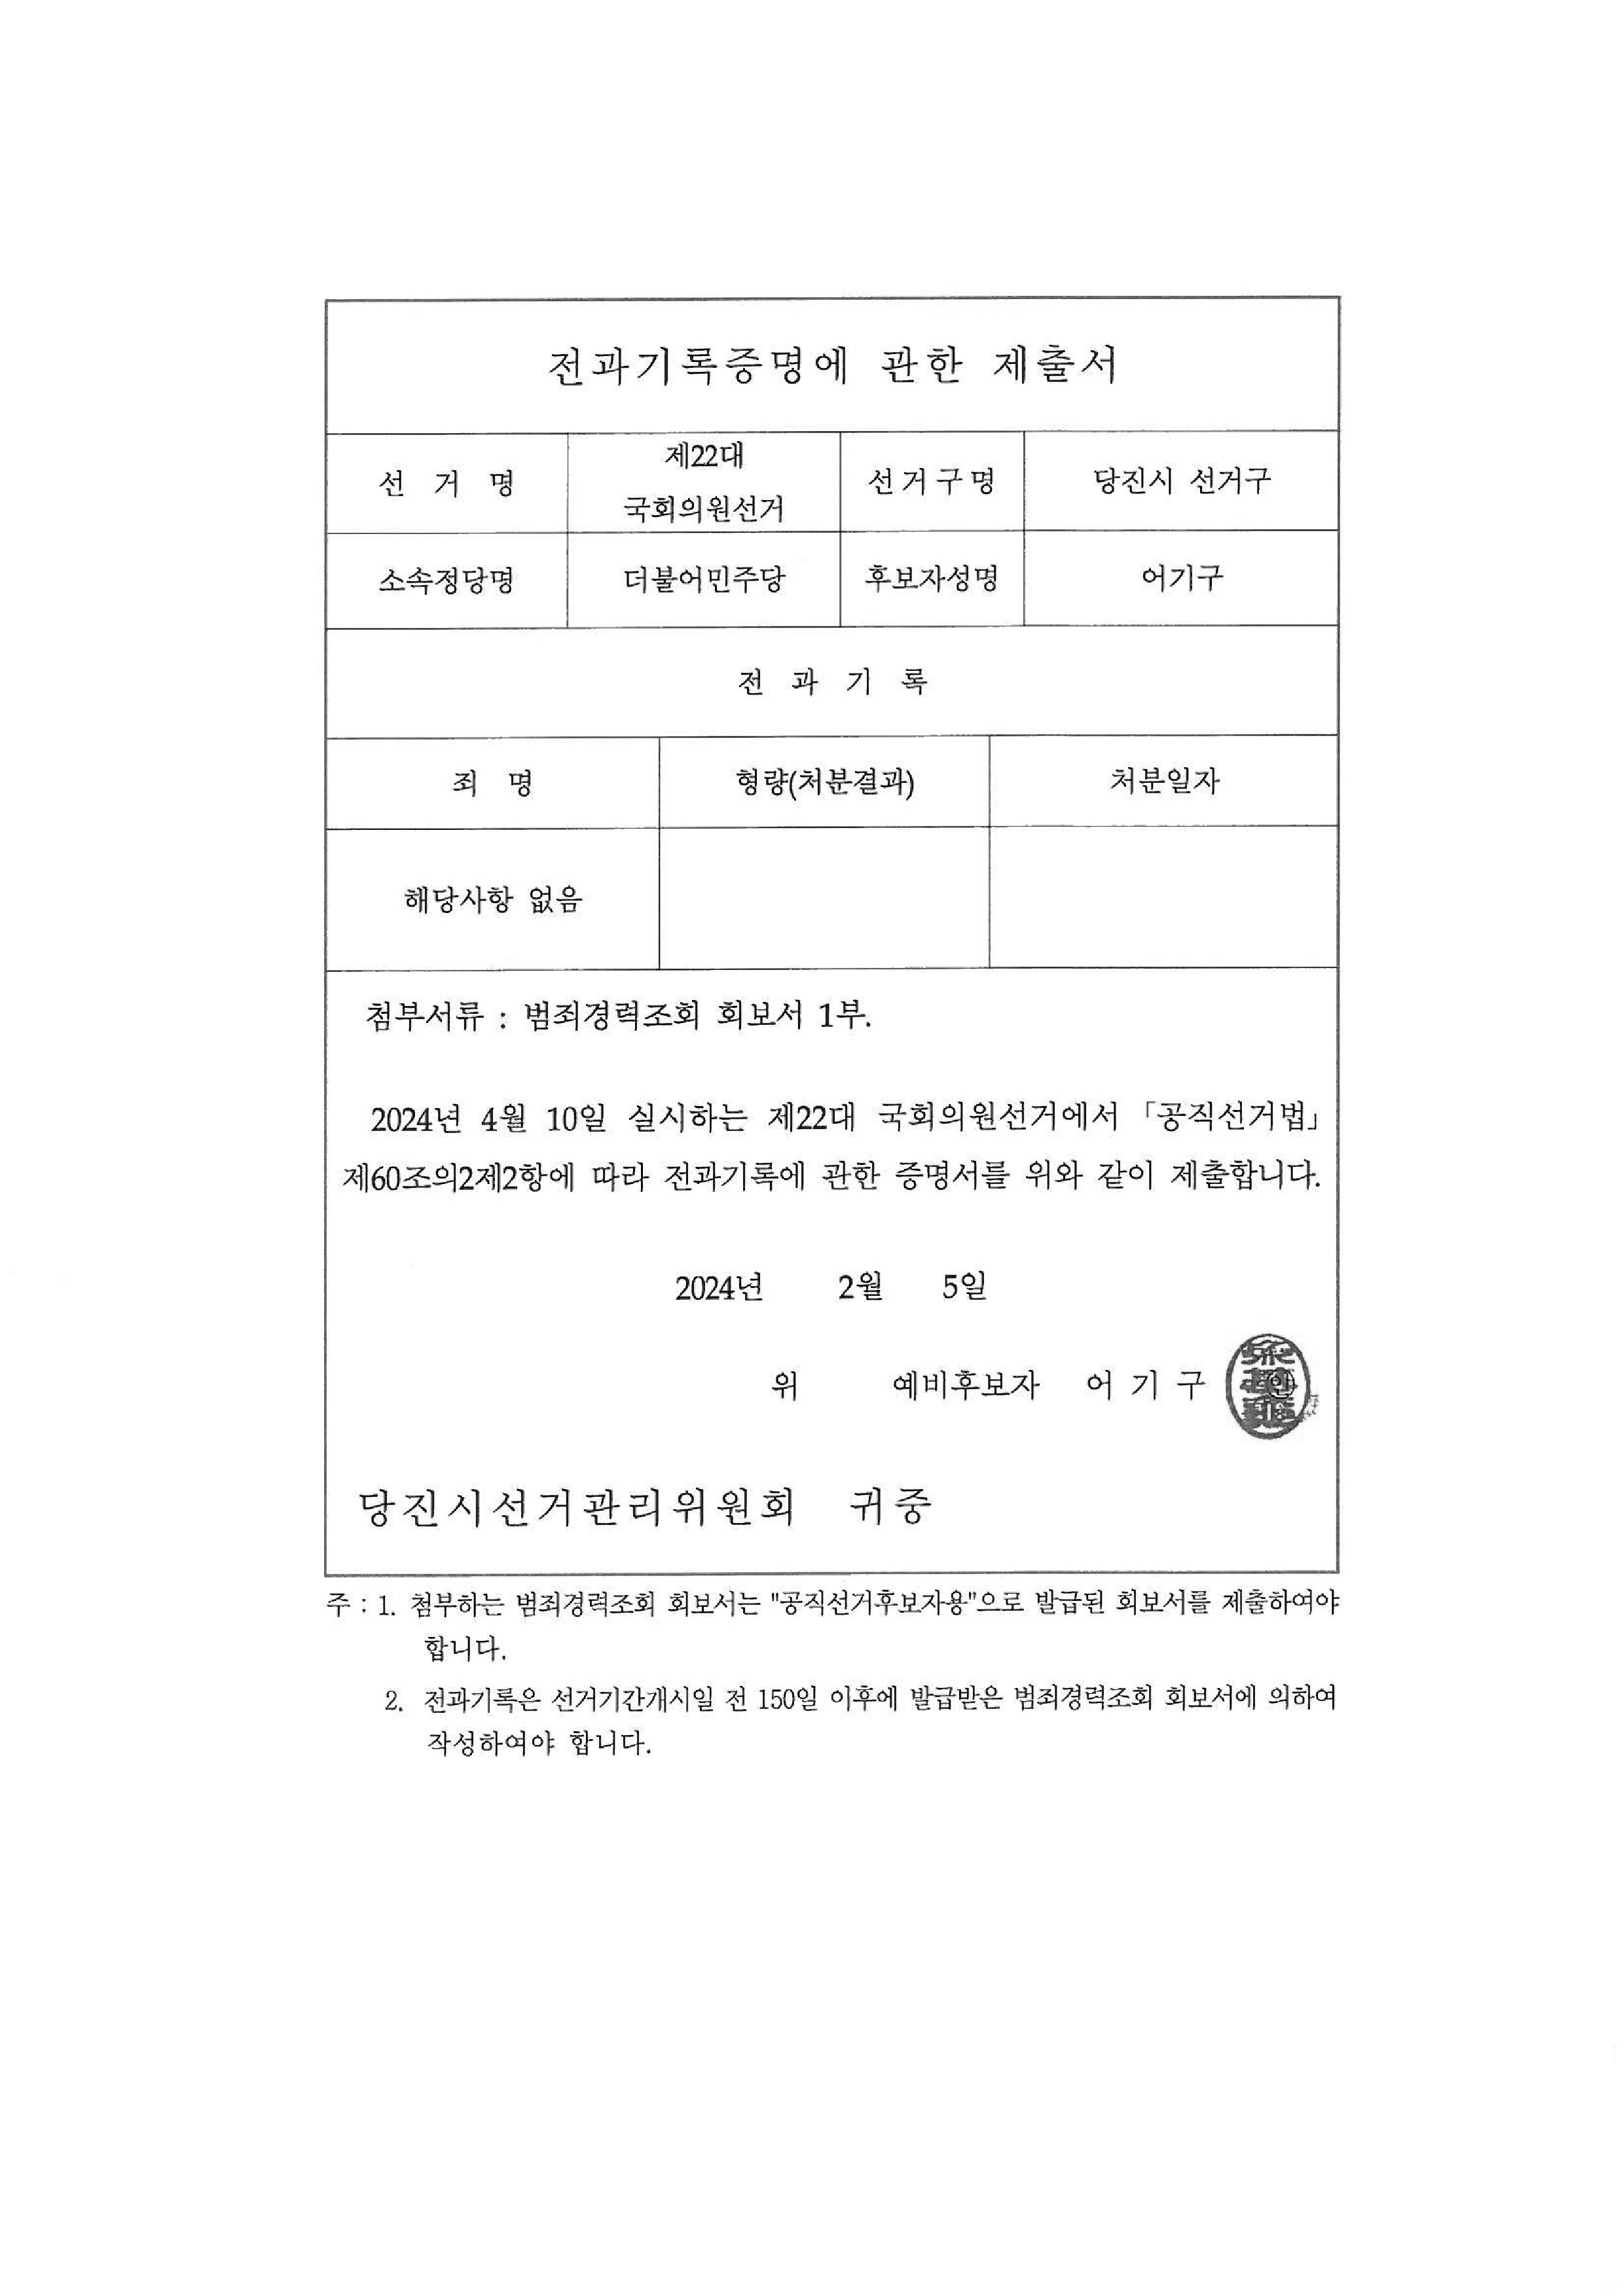 전과기록증명에 관한 제출서
선 거 명
제22대
국회의원선거
선 거 구 명
당진시 선거구
소속정당명
더불어민주당
후보자성명
어기구
전 과 기 록
죄 명
형량(처분결과)
처분일자
해당사항 없음
첨부서류 : 범죄경력조회 회보서 1부.
2024년 4월 10일 실시하는 제22대 국회의원선거에서 「공직선거법」
제60조의2제2항에 따라 전과기록에 관한 증명서를 위와 같이 제출합니다.
2024년 2월 5일
위 예비후보자 어 기 구 인
당진시선거관리위원회 귀중
주 : 1. 첨부하는 범죄경력조회 회보서는 "공직선거후보자용"으로 발급된 회보서를 제출하여야
합니다.
2. 전과기록은 선거기간개시일 전 150일 이후에 발급받은 범죄경력조회 회보서에 의하여
작성하여야 합니다.